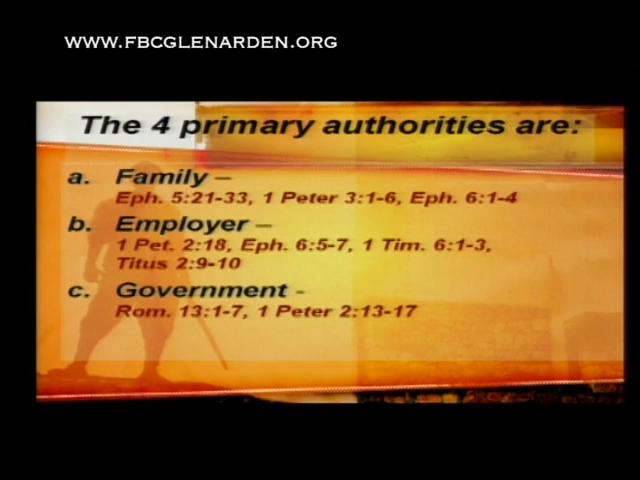 WWW.FBCGLENARDEN.ORG
The 4 primary authorities are:
a. Family –
Eph. 5:21-33, 1 Peter 3:1-6, Eph. 6:1-4
b. Employer –
1 Pet. 2:18, Eph. 6:5-7, 1 Tim. 6:1-3,
Titus 2:9-10
c. Government -
Rom. 13:1-7, 1 Peter 2:13-17